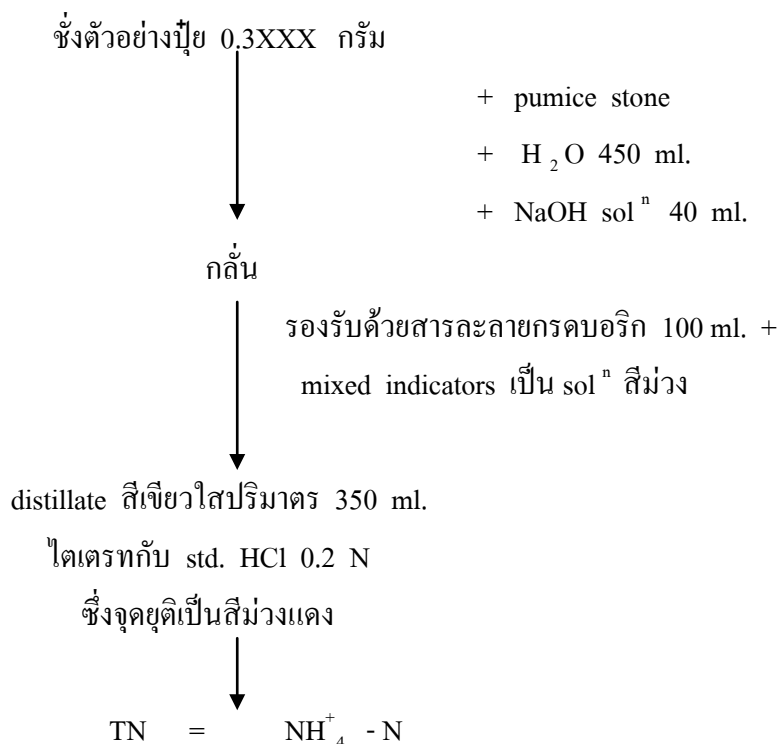 ชั่งตัวอย่างปุ๋ย 0.3XXX กรัม
+ pumice stone
+ H₂O 450 ml.
+ NaOH solⁿ 40 ml.
กลั่น
รองรับด้วยสารละลายกรดบอริก 100 ml. +
mixed indicators เป็น solⁿ สีม่วง
distillate สีเขียวใสปริมาตร 350 ml.
ไตเตรทกับ std. HCl 0.2 N
ซึ่งจุดยุติเป็นสีม่วงแดง
TN = NH₄⁺ - N